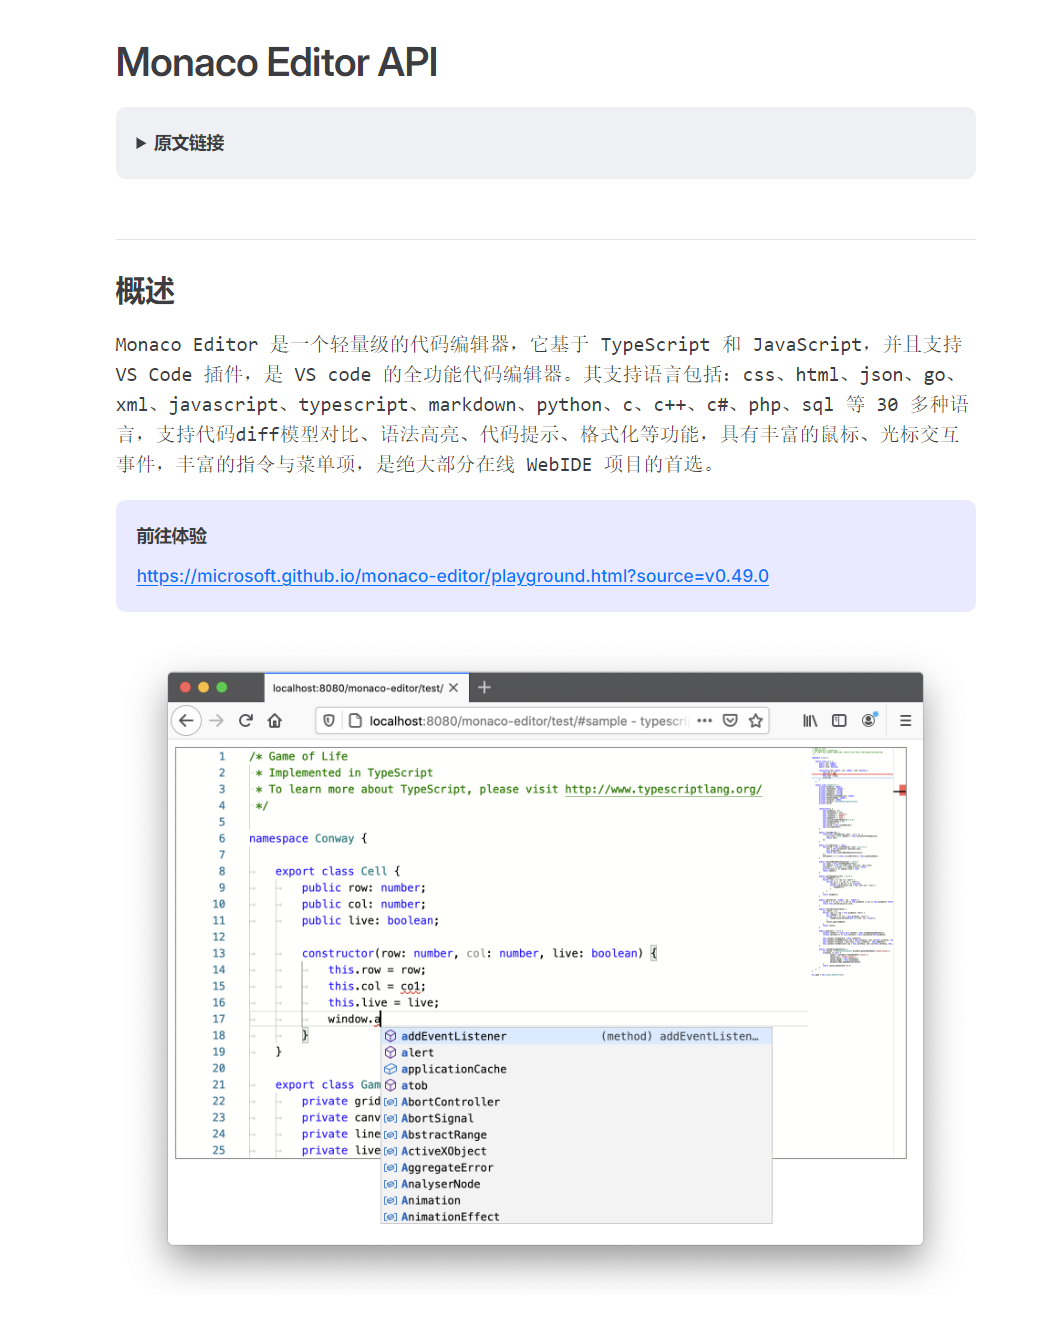 Monaco Editor API
▶ 原文链接
概述
Monaco Editor 是一个轻量级的代码编辑器，它基于 TypeScript 和 JavaScript，并且支持
VS Code 插件，是 VS code 的全功能代码编辑器。其支持语言包括：css、html、json、go、
xml、javascript、typescript、markdown、python、c、c++、c#、php、sql 等 30 多种语
言，支持代码diff模型对比、语法高亮、代码提示、格式化等功能，具有丰富的鼠标、光标交互
事件，丰富的指令与菜单项，是绝大部分在线 WebIDE 项目的首选。
前往体验
https://microsoft.github.io/monaco-editor/playground.html?source=v0.49.0
localhost:8080/monaco-editor/test/
localhost:8080/monaco-editor/test/#sample - typescri
1 /* Game of Life
2 * Implemented in TypeScript
3 * To learn more about TypeScript, please visit http://www.typescriptlang.org/
4 */
5
6 namespace Conway {
7
8 export class Cell {
9 public row: number;
10 public col: number;
11 public live: boolean;
12
13 constructor(row: number, col: number, live: boolean) {
14 this.row = row;
15 this.col = co1;
16 this.live = live;
17 window.a
18 }
19 }
20
21 export class Gam
22 private grid
23 private canv
24 private line
25 private live
addEventListener (method) addEventListen…
alert
applicationCache
atob
AbortController
AbortSignal
AbstractRange
ActiveXObject
AggregateError
AnalyserNode
Animation
AnimationEffect